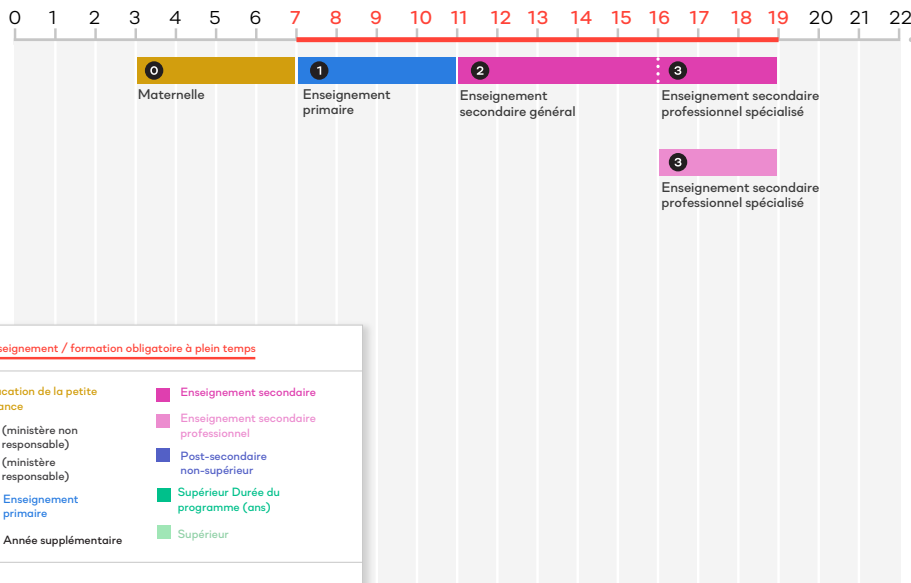 0 1 2 3 4 5 6 7 8 9 10 11 12 13 14 15 16 17 18 19 20 21 22
0 1 2 3
Maternelle
Enseignement
primaire
Enseignement
secondaire général
Enseignement secondaire
professionnel spécialisé
3
Enseignement secondaire
professionnel spécialisé
seignement / formation obligatoire à plein temps
cation de la petite
ance
(ministère non
responsable)
(ministère
responsable)
Enseignement
primaire
Année supplémentaire
Enseignement secondaire
Enseignement secondaire
professionnel
Post-secondaire
non-supérieur
Supérieur Durée du
programme (ans)
Supérieur